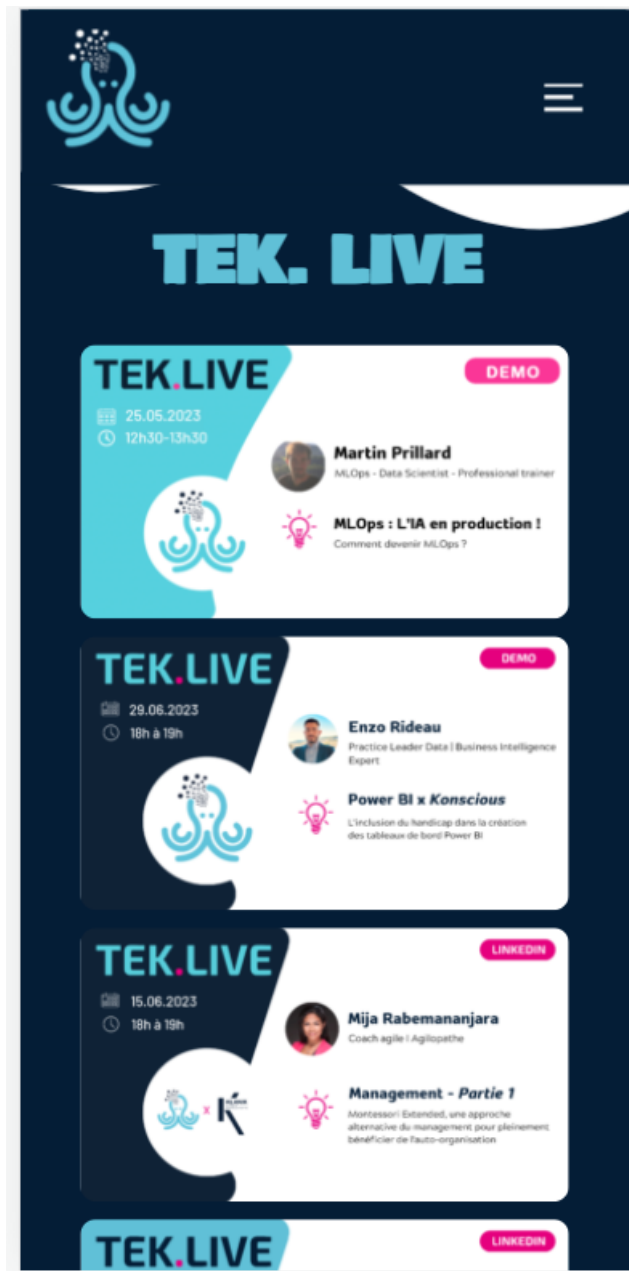 TEK. LIVE
TEK.LIVE
DEMO
25.05.2023
12h30-13h30
Martin Prillard
MLOps - Data Scientist - Professional trainer
MLOps : L'IA en production !
Comment devenir MLOps ?
TEK.LIVE
DEMO
29.06.2023
18h à 19h
Enzo Rideau
Practice Leader Data | Business Intelligence
Expert
Power BI x Konscious
L'inclusion du handicap dans la création
des tableaux de bord Power BI
TEK.LIVE
LINKEDIN
15.06.2023
18h à 19h
Mija Rabemananjara
Coach agile | Agilopathe
x
Management - Partie 1
Montessori Extended, une approche
alternative du management pour pleinement
bénéficier de l'auto-organisation
TEK.LIVE
LINKEDIN